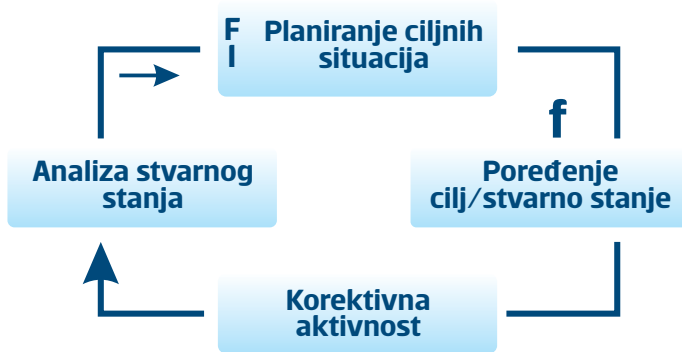 F
I
Planiranje ciljnih
situacija
f
Analiza stvarnog
stanja
Poređenje
cilj/stvarno stanje
Korektivna
aktivnost